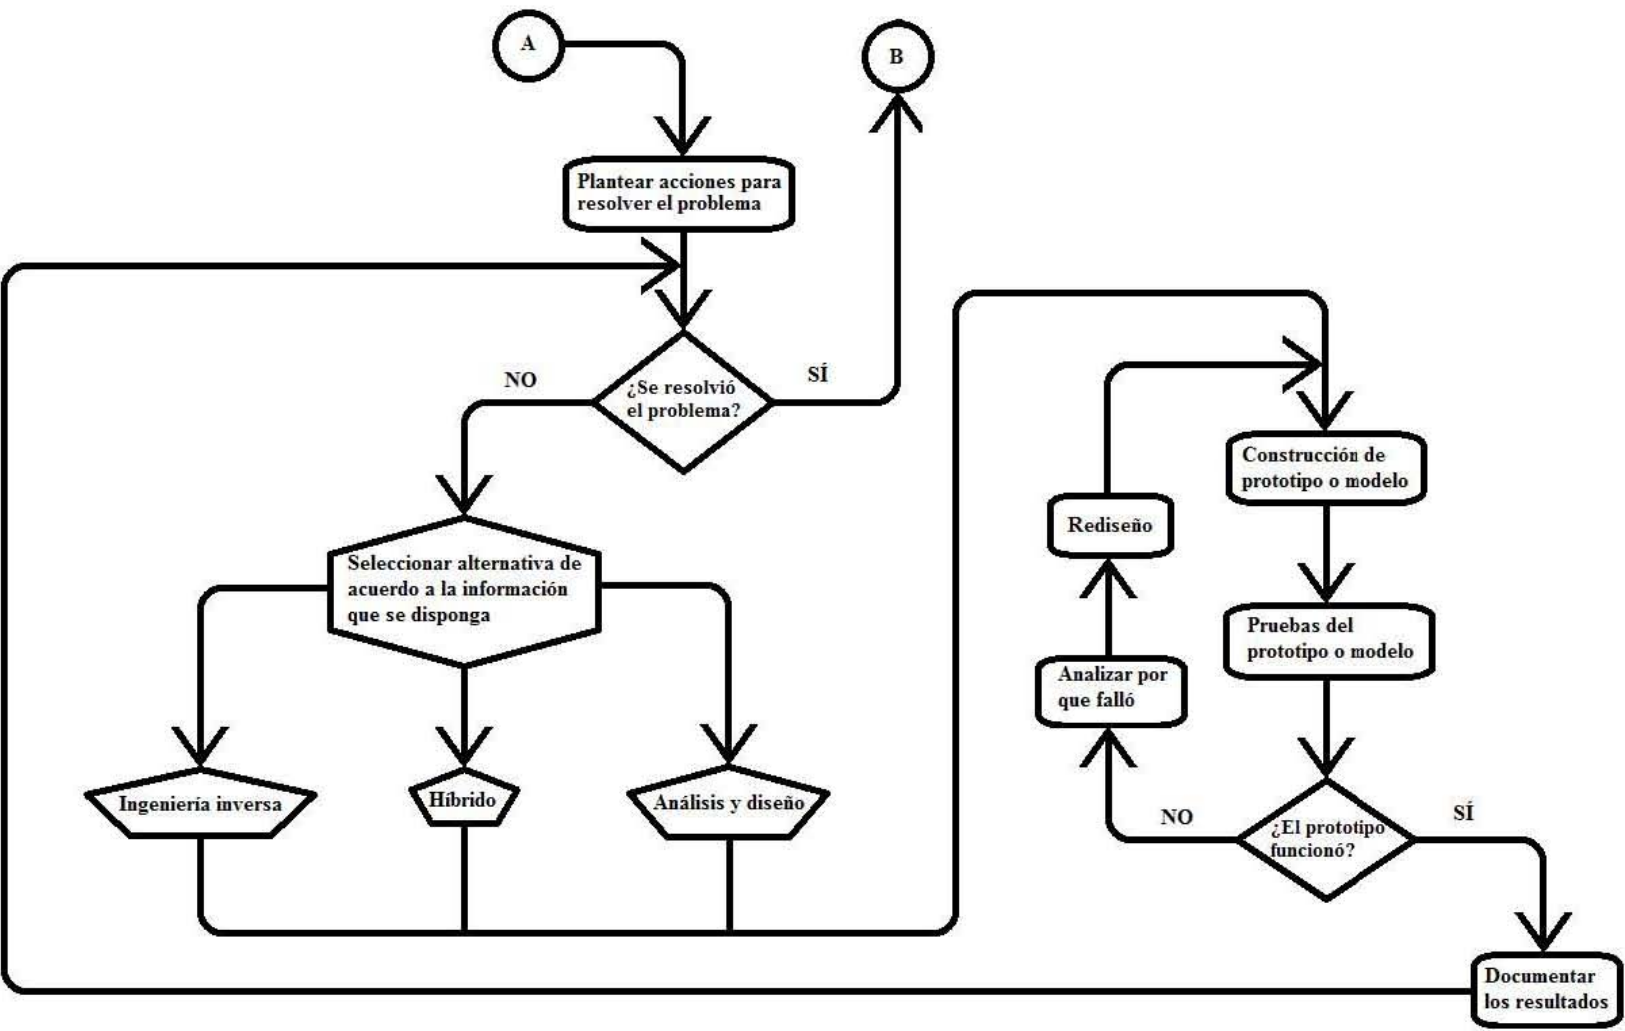 A
B
Plantear acciones para
resolver el problema
¿Se resolvió
el problema?
NO
SÍ
Seleccionar alternativa de
acuerdo a la información
que se disponga
Ingeniería inversa
Híbrido
Análisis y diseño
Construcción de
prototipo o modelo
Pruebas del
prototipo o modelo
¿El prototipo
funcionó?
NO
SÍ
Analizar por
que falló
Rediseño
Documentar
los resultados